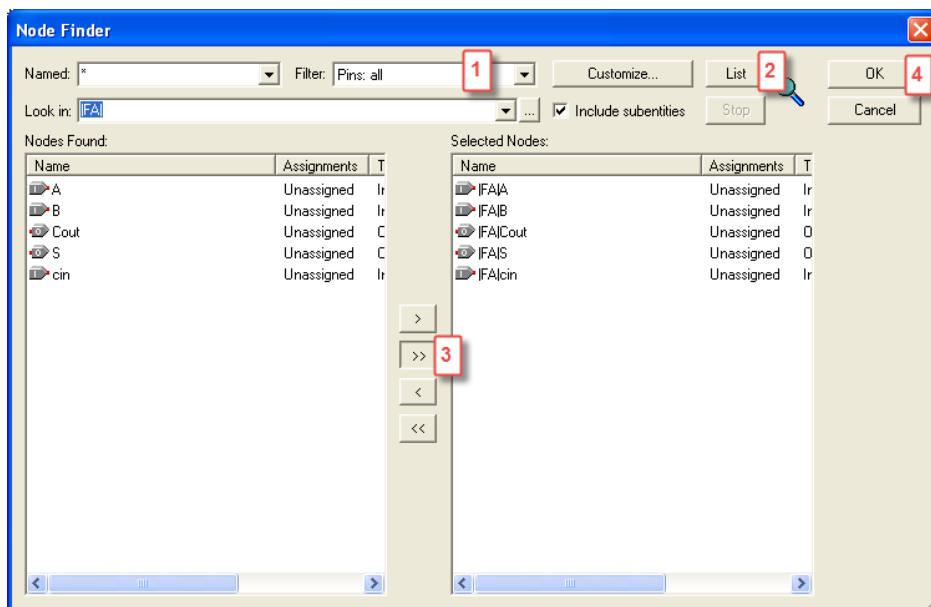 Node Finder
Named: * Filter: Pins: all 1 Customize... List 2 OK 4
Look in: |FA| ... Include subentities Stop Cancel
Nodes Found: Selected Nodes:
Name Assignments T Name Assignments T
A Unassigned Ir |FA|A Unassigned Ir
B Unassigned Ir |FA|B Unassigned Ir
Cout Unassigned C |FA|Cout Unassigned O
S Unassigned C |FA|S Unassigned O
cin Unassigned Ir |FA|cin Unassigned Ir
>
>> 3
<
<<